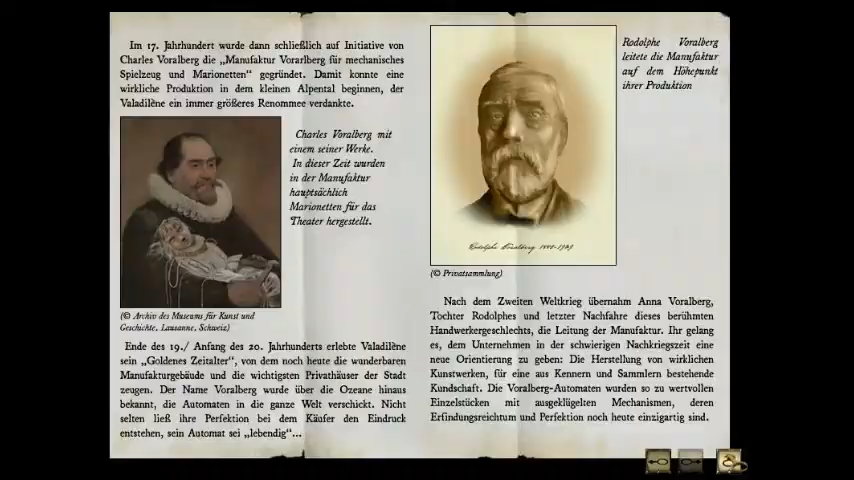 Im 17. Jahrhundert wurde dann schließlich auf Initiative von
Charles Voralberg die „Manufaktur Vorarlberg für mechanisches
Spielzeug und Marionetten" gegründet. Damit konnte eine
wirkliche Produktion in dem kleinen Alpental beginnen, der
Valadilène ein immer größeres Renommee verdankte.
Charles Voralberg mit
einem seiner Werke.
In dieser Zeit wurden
in der Manufaktur
hauptsächlich
Marionetten für das
Theater hergestellt.
(© Archiv des Museums für Kunst und
Geschichte, Lausanne, Schweiz)
Ende des 19./ Anfang des 20. Jahrhunderts erlebte Valadilène
sein „Goldenes Zeitalter", von dem noch heute die wunderbaren
Manufakturgebäude und die wichtigsten Privathäuser der Stadt
zeugen. Der Name Voralberg wurde über die Ozeane hinaus
bekannt, die Automaten in die ganze Welt verschickt. Nicht
selten ließ ihre Perfektion bei dem Käufer den Eindruck
entstehen, sein Automat sei „lebendig"...
Rodolphe Voralberg
leitete die Manufaktur
auf dem Höhepunkt
ihrer Produktion
Rodolphe Voralberg
(© Privatsammlung)
Nach dem Zweiten Weltkrieg übernahm Anna Voralberg,
Tochter Rodolphes und letzter Nachfahre dieses berühmten
Handwerkergeschlechts, die Leitung der Manufaktur. Ihr gelang
es, dem Unternehmen in der schwierigen Nachkriegszeit eine
neue Orientierung zu geben: Die Herstellung von wirklichen
Kunstwerken, für eine aus Kennern und Sammlern bestehende
Kundschaft. Die Voralberg-Automaten wurden so zu wertvollen
Einzelstücken mit ausgeklügelten Mechanismen, deren
Erfindungsreichtum und Perfektion noch heute einzigartig sind.